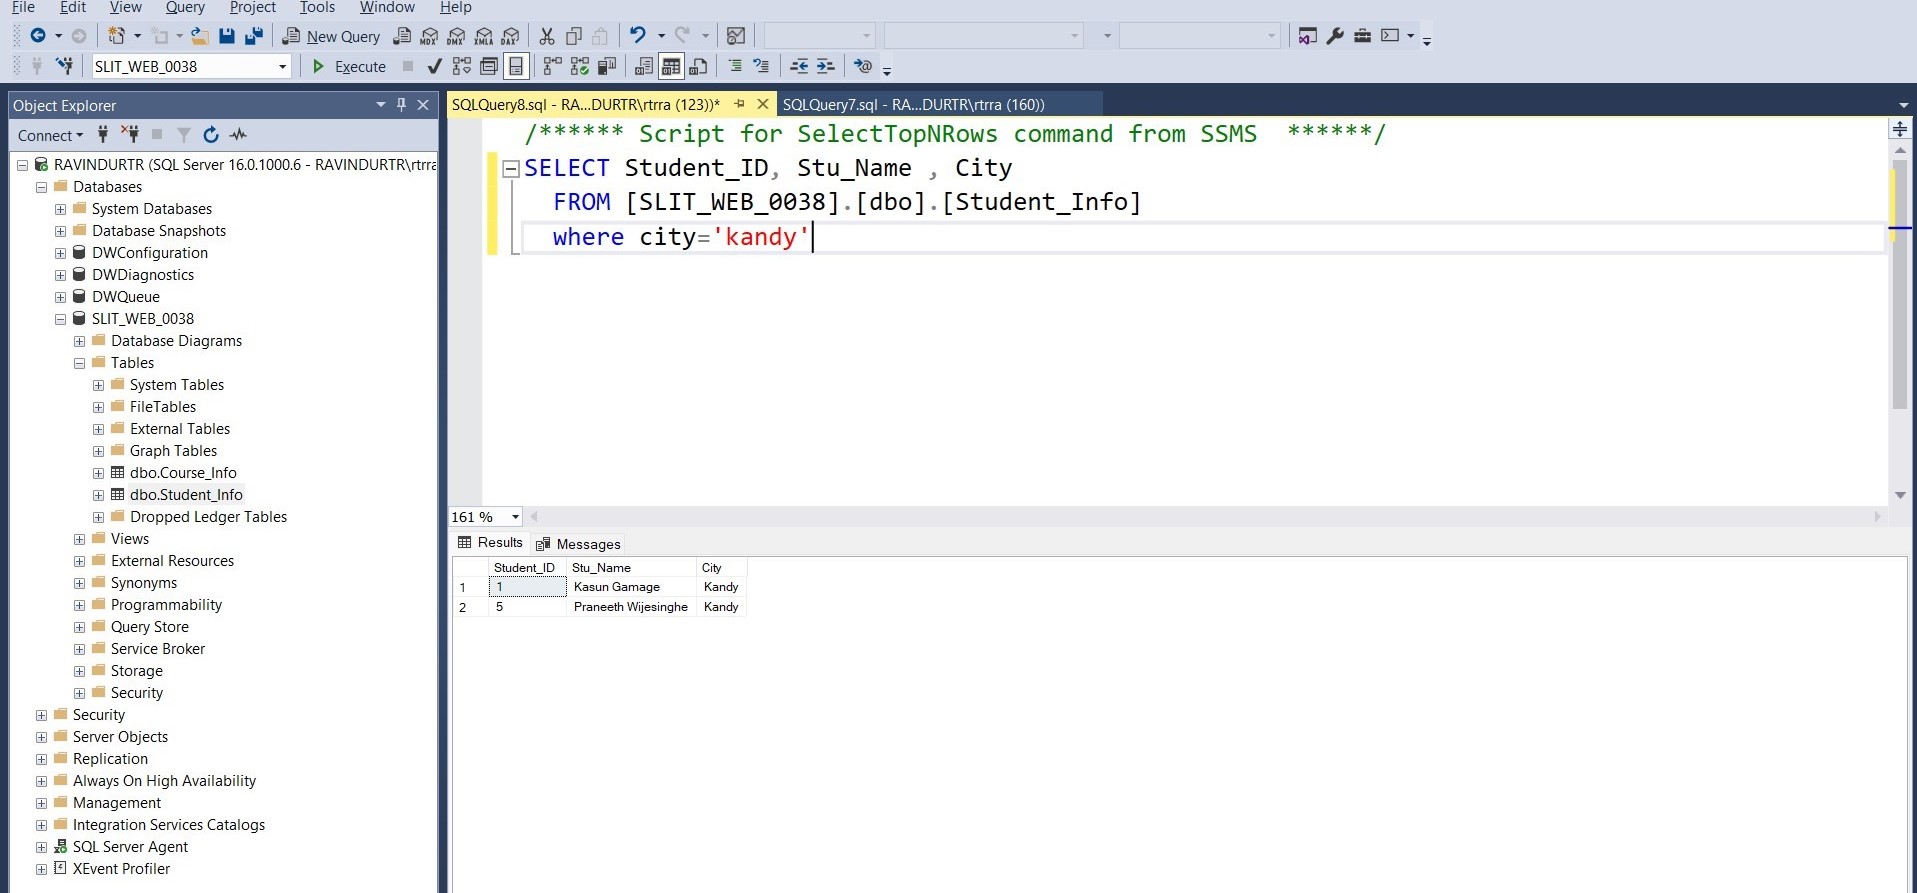 File Edit View Query Project Tools Window Help
New Query MDX DMX XMLA DAX
SLIT_WEB_0038 Execute
Object Explorer
Connect
RAVINDURTR (SQL Server 16.0.1000.6 - RAVINDURTR\rtrra
Databases
System Databases
Database Snapshots
DWConfiguration
DWDiagnostics
DWQueue
SLIT_WEB_0038
Database Diagrams
Tables
System Tables
FileTables
External Tables
Graph Tables
dbo.Course_Info
dbo.Student_Info
Dropped Ledger Tables
Views
External Resources
Synonyms
Programmability
Query Store
Service Broker
Storage
Security
Security
Server Objects
Replication
Always On High Availability
Management
Integration Services Catalogs
SQL Server Agent
XEvent Profiler
SQLQuery8.sql - RA...DURTR\rtrra (123))* SQLQuery7.sql - RA...DURTR\rtrra (160))
/****** Script for SelectTopNRows command from SSMS  ******/
SELECT Student_ID, Stu_Name , City
FROM [SLIT_WEB_0038].[dbo].[Student_Info]
where city='kandy'
161 %
Results Messages
Student_ID Stu_Name City
1 1 Kasun Gamage Kandy
2 5 Praneeth Wijesinghe Kandy